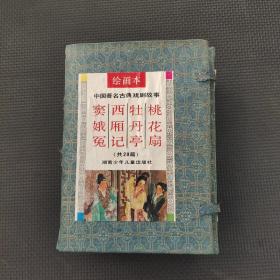 绘画本
中国著名古典戏剧故事
桃花扇
牡丹亭
西厢记
窦娥冤
(共28篇)
湖南少年儿童出版社